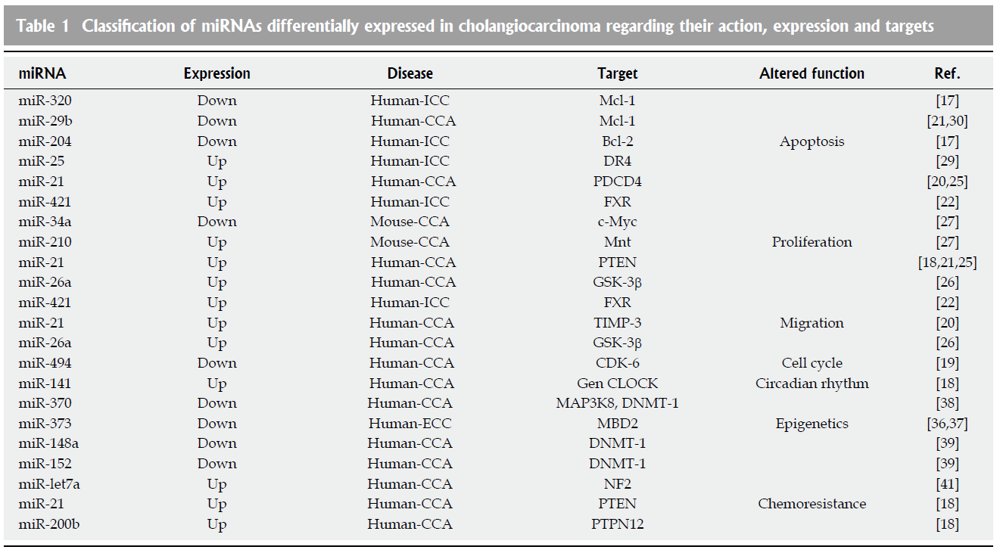 Table 1 Classification of miRNAs differentially expressed in cholangiocarcinoma regarding their action, expression and targets
miRNA Expression Disease Target Altered function Ref.
miR-320 Down Human-ICC Mcl-1 [17]
miR-29b Down Human-CCA Mcl-1 [21,30]
miR-204 Down Human-ICC Bcl-2 Apoptosis [17]
miR-25 Up Human-ICC DR4 [29]
miR-21 Up Human-CCA PDCD4 [20,25]
miR-421 Up Human-ICC FXR [22]
miR-34a Down Mouse-CCA c-Myc [27]
miR-210 Up Mouse-CCA Mnt Proliferation [27]
miR-21 Up Human-CCA PTEN [18,21,25]
miR-26a Up Human-CCA GSK-3β [26]
miR-421 Up Human-ICC FXR [22]
miR-21 Up Human-CCA TIMP-3 Migration [20]
miR-26a Up Human-CCA GSK-3β [26]
miR-494 Down Human-CCA CDK-6 Cell cycle [19]
miR-141 Up Human-CCA Gen CLOCK Circadian rhythm [18]
miR-370 Down Human-CCA MAP3K8, DNMT-1 [38]
miR-373 Down Human-ECC MBD2 Epigenetics [36,37]
miR-148a Down Human-CCA DNMT-1 [39]
miR-152 Down Human-CCA DNMT-1 [39]
miR-let7a Up Human-CCA NF2 [41]
miR-21 Up Human-CCA PTEN Chemoresistance [18]
miR-200b Up Human-CCA PTPN12 [18]